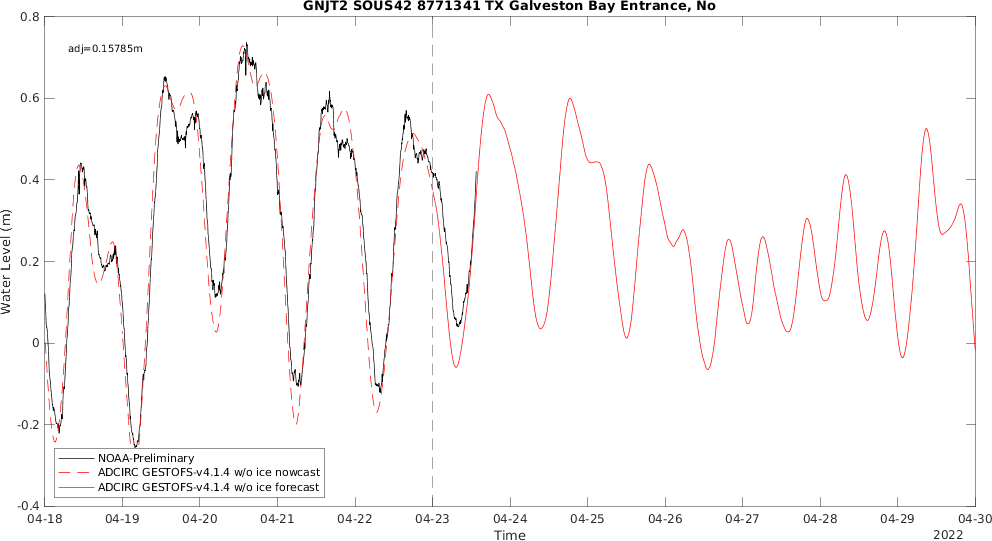 GNJT2 SOUS42 8771341 TX Galveston Bay Entrance, No
adj=0.15785m
Water Level (m)
0.8
0.6
0.4
0.2
0
-0.2
-0.4
NOAA-Preliminary
ADCIRC GESTOFS-v4.1.4 w/o ice nowcast
ADCIRC GESTOFS-v4.1.4 w/o ice forecast
04-18 04-19 04-20 04-21 04-22 04-23 04-24 04-25 04-26 04-27 04-28 04-29 04-30
Time
2022